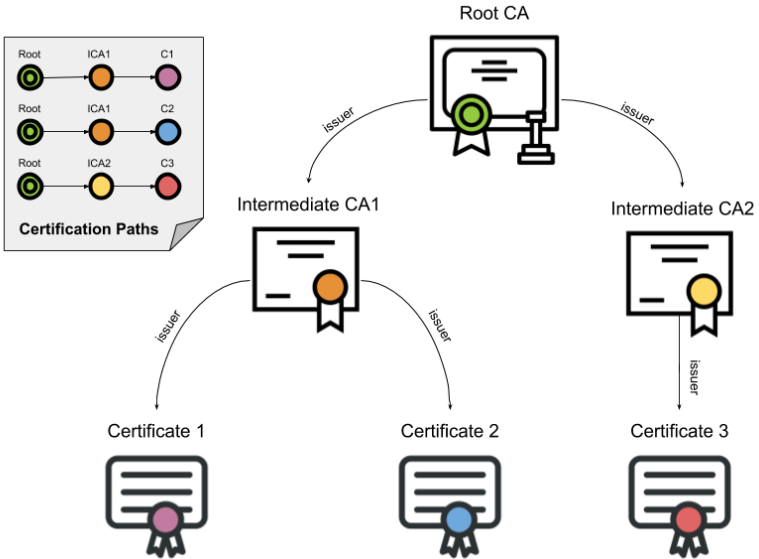 Root CA
Root ICA1 C1
Root ICA1 C2
Root ICA2 C3
Certification Paths
issuer issuer
Intermediate CA1 Intermediate CA2
issuer issuer issuer
Certificate 1 Certificate 2 Certificate 3